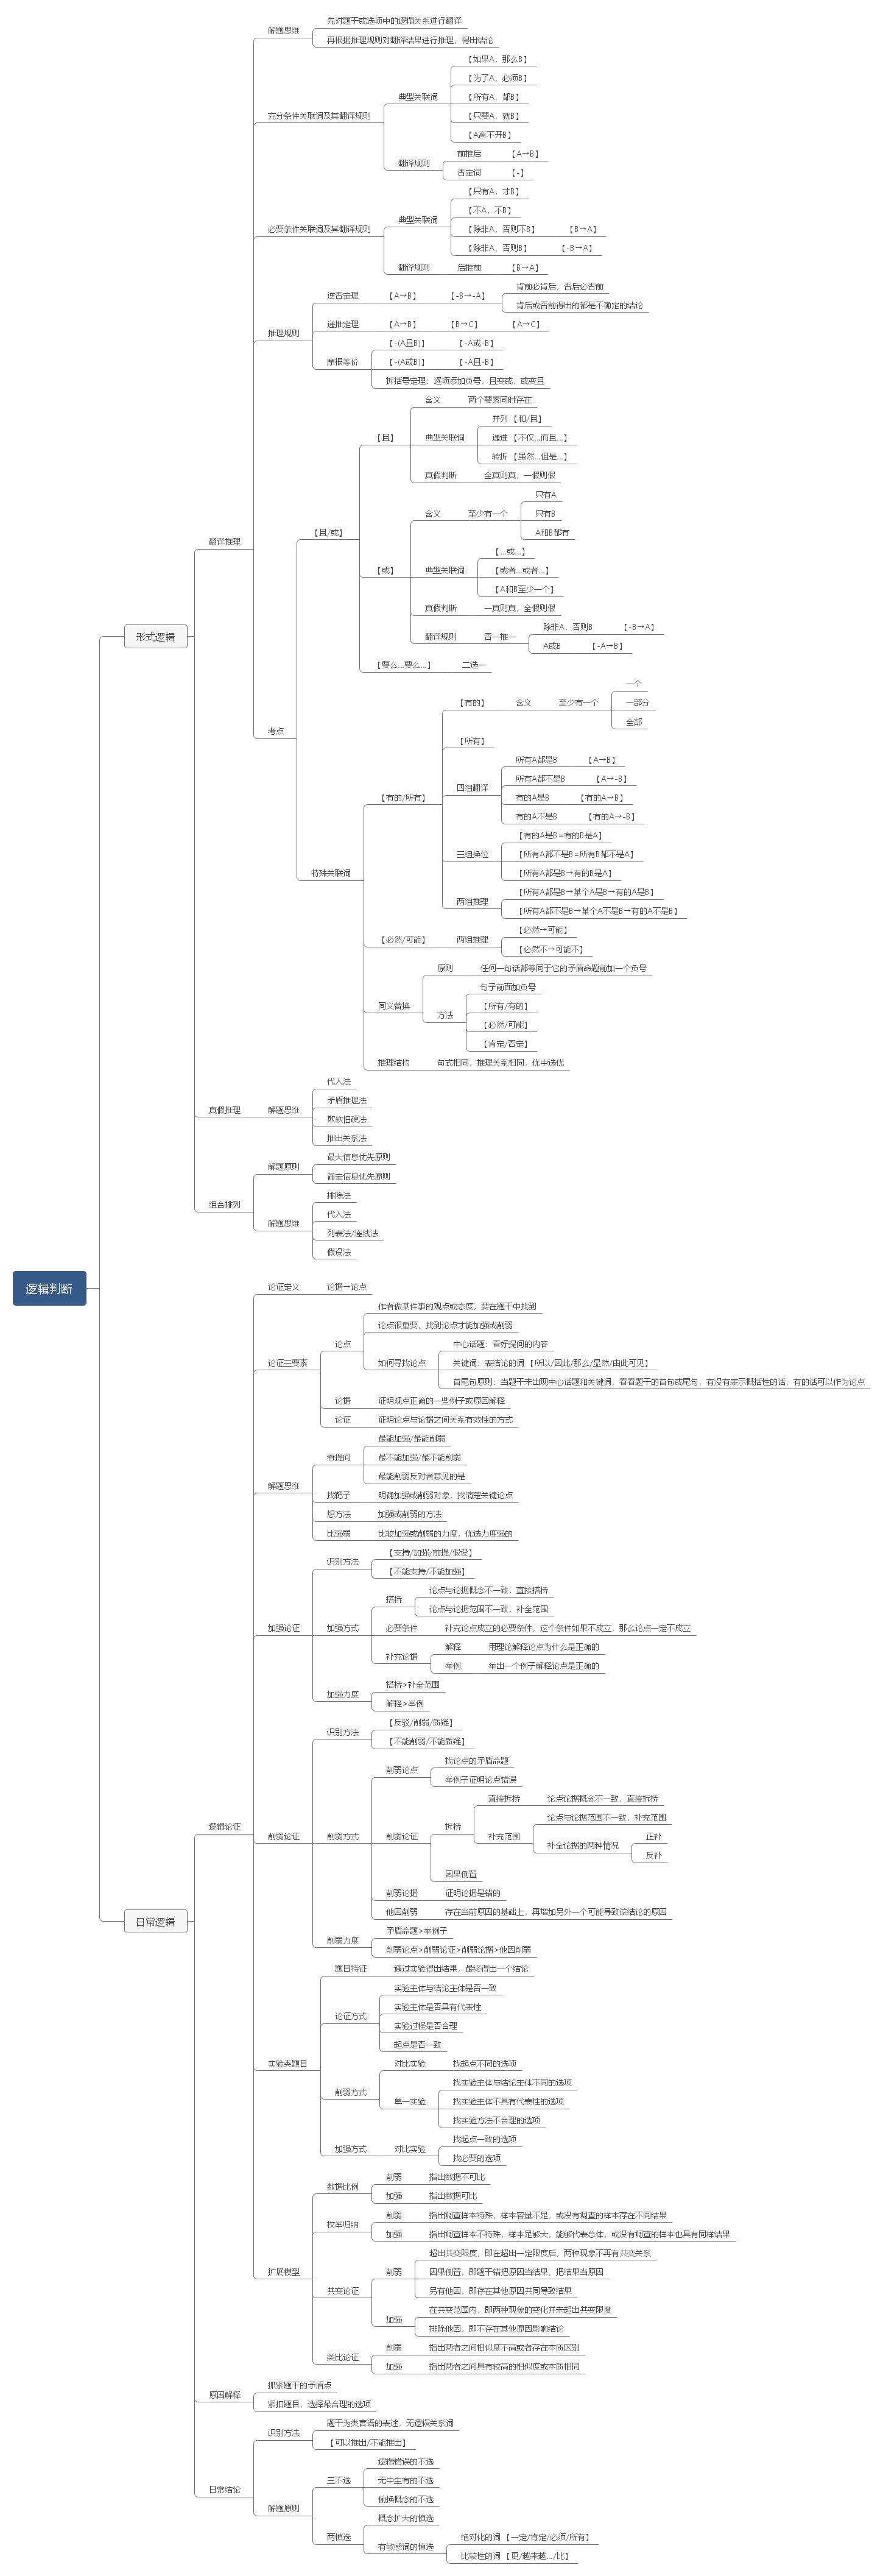 逻辑判断
形式逻辑
翻译推理
解题思维
先对题干或选项中的逻辑关系进行翻译
再根据推理规则对翻译结果进行推理，得出结论
充分条件关联词及其翻译规则
典型关联词
【如果A，那么B】
【为了A，必须B】
【所有A，都B】
【只要A，就B】
【A离不开B】
翻译规则
前推后 【A→B】
否定词 【-】
必要条件关联词及其翻译规则
典型关联词
【只有A，才B】
【不A，不B】
【除非A，否则不B】 【B→A】
【除非A，否则B】 【-B→A】
翻译规则 后推前 【B→A】
推理规则
逆否定理 【A→B】 【-B→-A】
肯前必肯后，否后必否前
肯后或否前得出的都是不确定的结论
递推定理 【A→B】 【B→C】 【A→C】
摩根等价
【-(A且B)】 【-A或-B】
【-(A或B)】 【-A且-B】
拆括号定理：逐项添加负号，且变或，或变且
考点
【且/或】
【且】
含义 两个要素同时存在
典型关联词
并列 【和/且】
递进 【不仅...而且...】
转折 【虽然...但是...】
真假判断 全真则真，一假则假
【或】
含义 至少有一个
只有A
只有B
A和B都有
典型关联词
【...或...】
【或者...或者...】
【A和B至少一个】
真假判断 一真则真，全假则假
翻译规则 否一推一
除非A，否则B 【-B→A】
A或B 【-A→B】
【要么...要么...】 二选一
特殊关联词
【有的/所有】
【有的】 含义 至少有一个
一个
一部分
全部
【所有】
四组翻译
所有A都是B 【A→B】
所有A都不是B 【A→-B】
有的A是B 【有的A→B】
有的A不是B 【有的A→-B】
三组换位
【有的A是B=有的B是A】
【所有A都不是B=所有B都不是A】
【所有A都是B→有的B是A】
两组推理
【所有A都是B→某个A是B→有的A是B】
【所有A都不是B→某个A不是B→有的A不是B】
【必然/可能】 两组推理
【必然→可能】
【必然不→可能不】
同义替换
原则 任何一句话都等同于它的矛盾命题前加一个负号
方法
句子前面加负号
【所有/有的】
【必然/可能】
【肯定/否定】
推理结构 句式相同，推理关系相同，优中选优
真假推理 解题思维
代入法
矛盾推理法
欺软怕硬法
推出关系法
组合排列
解题原则
最大信息优先原则
确定信息优先原则
解题思维
排除法
代入法
列表法/连线法
假设法
日常逻辑
逻辑论证
论证定义 论据→论点
论证三要素
论点
作者做某件事的观点或态度，要在题干中找到
论点很重要，找到论点才能加强或削弱
如何寻找论点
中心话题：看好提问的内容
关键词：表结论的词 【所以/因此/那么/显然/由此可见】
首尾句原则：当题干未出现中心话题和关键词，看看题干的首句或尾句，有没有表示概括性的话，有的话可以作为论点
论据 证明观点正确的一些例子或原因解释
论证 证明论点与论据之间关系有效性的方式
解题思维
看提问
最能加强/最能削弱
最不能加强/最不能削弱
最能削弱反对者意见的是
找靶子 明确加强或削弱对象，找清楚关键论点
想方法 加强或削弱的方法
比强弱 比较加强或削弱的力度，优选力度强的
加强论证
识别方法
【支持/加强/前提/假设】
【不能支持/不能加强】
加强方式
搭桥
论点与论据概念不一致，直接搭桥
论点与论据范围不一致，补全范围
必要条件 补充论点成立的必要条件，这个条件如果不成立，那么论点一定不成立
补充论据
解释 用理论解释论点为什么是正确的
举例 举出一个例子解释论点是正确的
加强力度
搭桥>补全范围
解释>举例
削弱论证
识别方法
【反驳/削弱/质疑】
【不能削弱/不能质疑】
削弱方式
削弱论点
找论点的矛盾命题
举例子证明论点错误
削弱论证
拆桥
直接拆桥 论点论据概念不一致，直接拆桥
补充范围
论点与论据范围不一致，补充范围
补全论据的两种情况
正补
反补
因果倒置
削弱论据 证明论据是错的
他因削弱 存在当前原因的基础上，再增加另外一个可能导致该结论的原因
削弱力度
矛盾命题>举例子
削弱论点>削弱论证>削弱论据>他因削弱
实验类题目
题目特征 通过实验得出结果，最终得出一个结论
论证方式
实验主体与结论主体是否一致
实验主体是否具有代表性
实验过程是否合理
起点是否一致
削弱方式
对比实验 找起点不同的选项
单一实验
找实验主体与结论主体不同的选项
找实验主体不具有代表性的选项
找实验方法不合理的选项
加强方式 对比实验
找起点一致的选项
找必要的选项
扩展模型
数据比例
削弱 指出数据不可比
加强 指出数据可比
枚举归纳
削弱 指出调查样本特殊，样本容量不足，或没有调查的样本存在不同结果
加强 指出调查样本不特殊，样本足够大，能够代表总体，或没有调查的样本也具有同样结果
共变论证
削弱
超出共变限度，即在超出一定限度后，两种现象不再有共变关系
因果倒置，即题干错把原因当结果，把结果当原因
另有他因，即存在其他原因共同导致结果
加强
在共变范围内，即两种现象的变化并未超出共变限度
排除他因，即不存在其他原因影响结论
类比论证
削弱 指出两者之间相似度不高或者存在本质区别
加强 指出两者之间具有较高的相似度或本质相同
原因解释
抓紧题干的矛盾点
紧扣题目，选择最合理的选项
日常结论
识别方法
题干为类言语的表述，无逻辑关系词
【可以推出/不能推出】
解题原则
三不选
逻辑错误的不选
无中生有的不选
偷换概念的不选
两慎选
概念扩大的慎选
有敏感词的慎选
绝对化的词 【一定/肯定/必须/所有】
比较性的词 【更/越来越.../比】